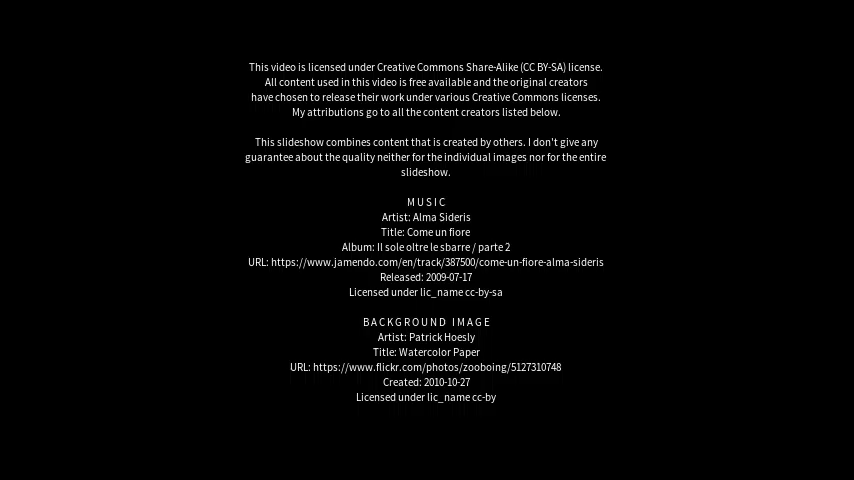 This video is licensed under Creative Commons Share-Alike (CC BY-SA) license.
All content used in this video is free available and the original creators
have chosen to release their work under various Creative Commons licenses.
My attributions go to all the content creators listed below.
This slideshow combines content that is created by others. I don't give any
guarantee about the quality neither for the individual images nor for the entire
slideshow.
MUSIC
Artist: Alma Sideris
Title: Come un fiore
Album: Il sole oltre le sbarre / parte 2
URL: https://www.jamendo.com/en/track/387500/come-un-fiore-alma-sideris
Released: 2009-07-17
Licensed under lic_name cc-by-sa
BACKGROUND IMAGE
Artist: Patrick Hoesly
Title: Watercolor Paper
URL: https://www.flickr.com/photos/zooboing/5127310748
Created: 2010-10-27
Licensed under lic_name cc-by